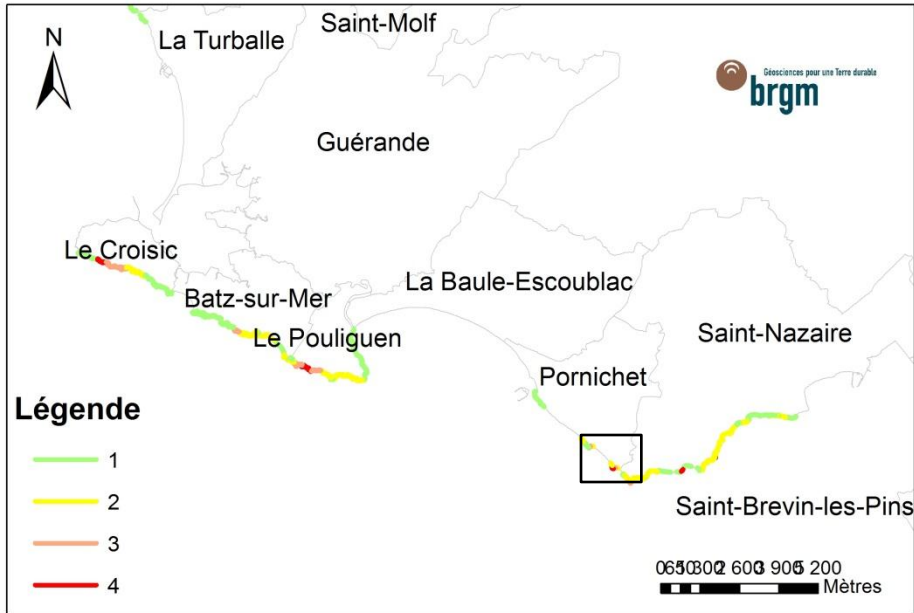 N
La Turballe
Saint-Molf
Géosciences pour une Terre durable
brgm
Guérande
Le Croisic
La Baule-Escoublac
Batz-sur-Mer
Saint-Nazaire
Le Pouliguen
Pornichet
Légende
1
2
3
4
Saint-Brevin-les-Pins
Mètres